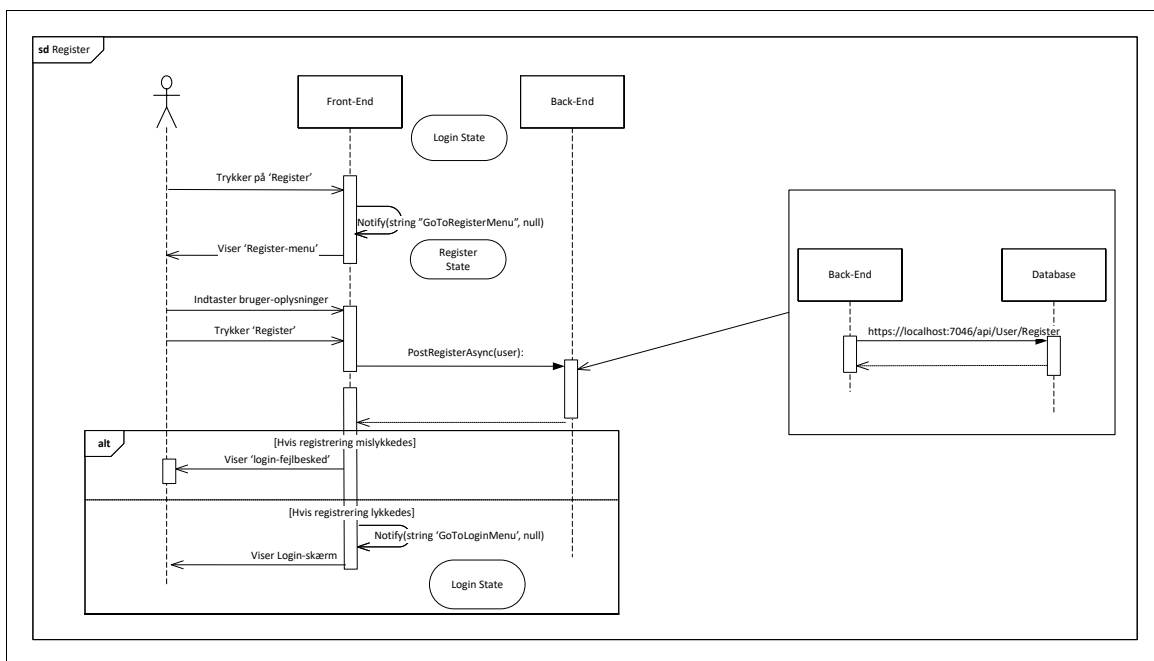 sd Register
Front-End
Back-End
Login State
Trykker på ‘Register’
Notify(string ”GoToRegisterMenu”, null)
Viser ‘Register-menu’
Register
State
Indtaster bruger-oplysninger
Trykker ‘Register’
PostRegisterAsync(user):
Back-End
Database
https://localhost:7046/api/User/Register
alt
[Hvis registrering mislykkedes]
Viser ‘login-fejlbesked’
[Hvis registrering lykkedes]
Notify(string ‘GoToLoginMenu’, null)
Viser Login-skærm
Login State